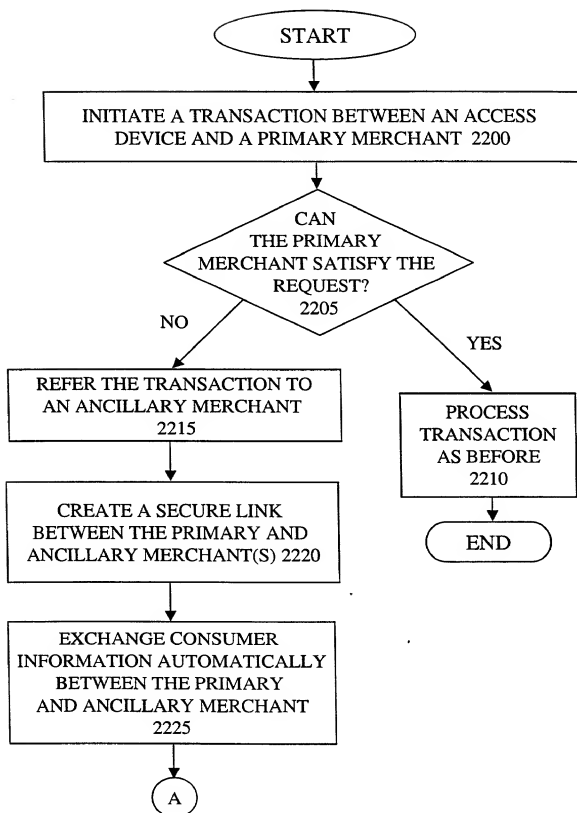 START
INITIATE A TRANSACTION BETWEEN AN ACCESS
DEVICE AND A PRIMARY MERCHANT 2200
CAN
THE PRIMARY
MERCHANT SATISFY THE
REQUEST?
2205
NO
YES
REFER THE TRANSACTION TO
AN ANCILLARY MERCHANT
2215
PROCESS
TRANSACTION
AS BEFORE
2210
CREATE A SECURE LINK
BETWEEN THE PRIMARY AND
ANCILLARY MERCHANT(S) 2220
END
EXCHANGE CONSUMER
INFORMATION AUTOMATICALLY
BETWEEN THE PRIMARY
AND ANCILLARY MERCHANT
2225
A